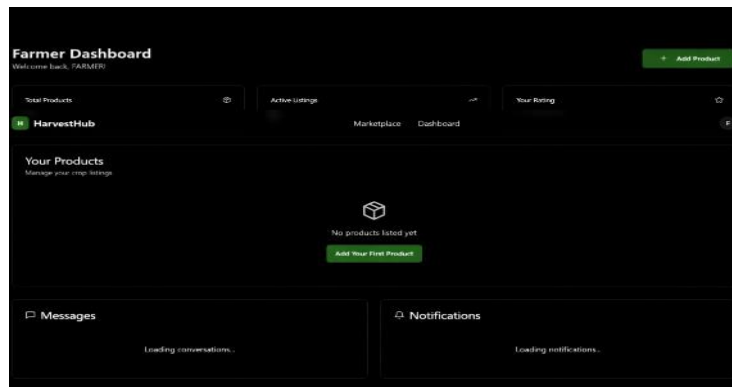 Farmer Dashboard
Welcome back, FARMER!
+ Add Product
Total Products
Active Listings
Your Rating
H HarvestHub
Marketplace
Dashboard
F
Your Products
Manage your crop listings
No products listed yet
Add Your First Product
Messages
Notifications
Loading conversations...
Loading notifications...